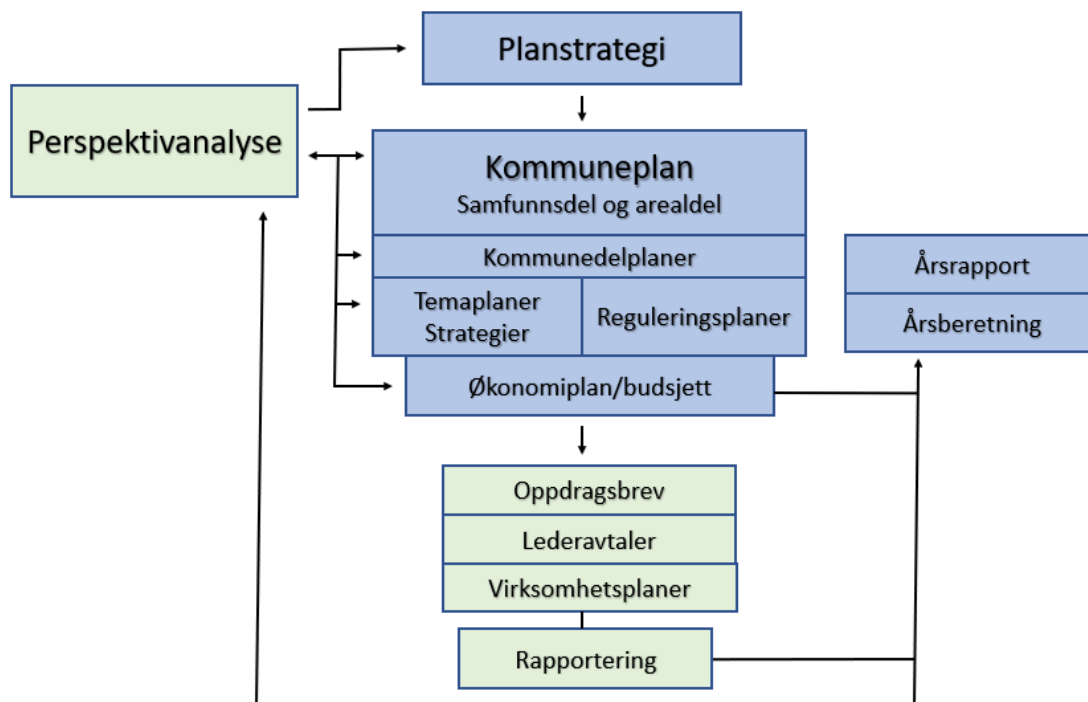 Planstrategi
Perspektivanalyse
Kommuneplan
Samfunnsdel og arealdel
Kommunedelplaner
Temaplaner
Strategier
Reguleringsplaner
Økonomiplan/budsjett
Årsrapport
Årsberetning
Oppdragsbrev
Lederavtaler
Virksomhetsplaner
Rapportering